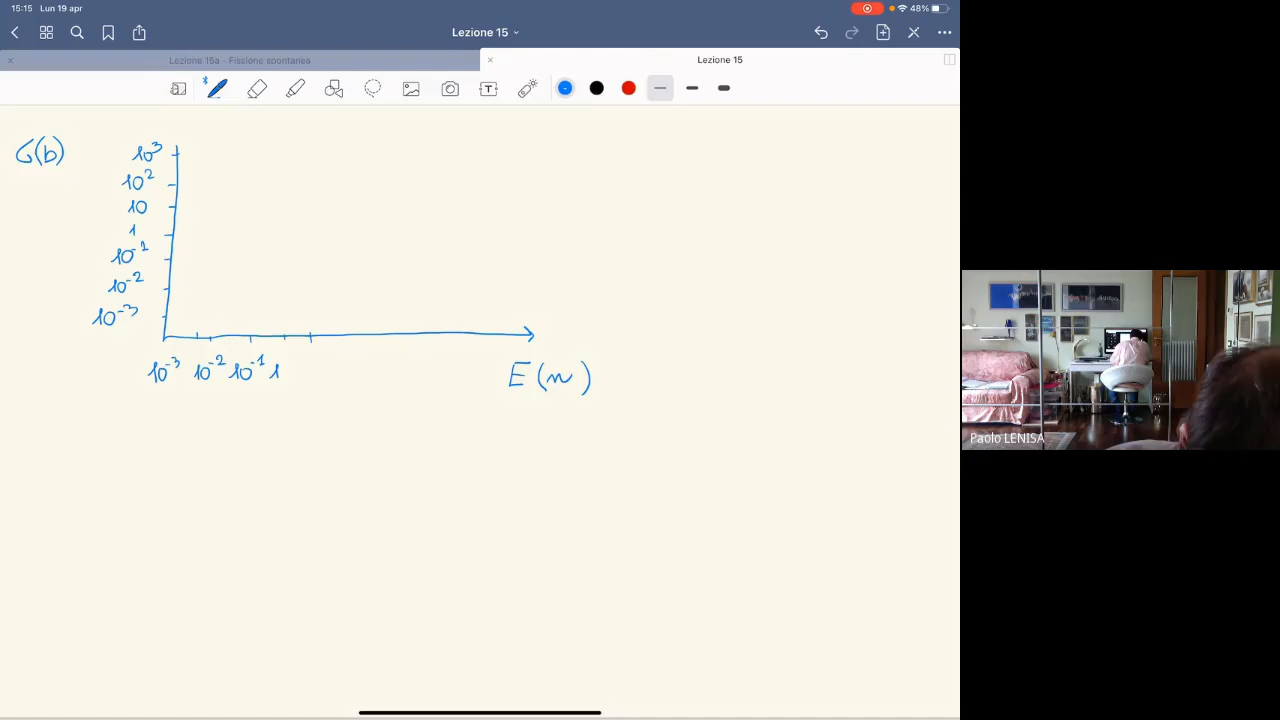 15:15 Lun 19 apr
48%
Lezione 15
Lezione 15a - Fissione spontanea
Lezione 15
T
σ(b)
10³
10²
10
1
10⁻¹
10⁻²
10⁻³
10⁻³ 10⁻² 10⁻¹ 1
E(n)
Paolo LENISA